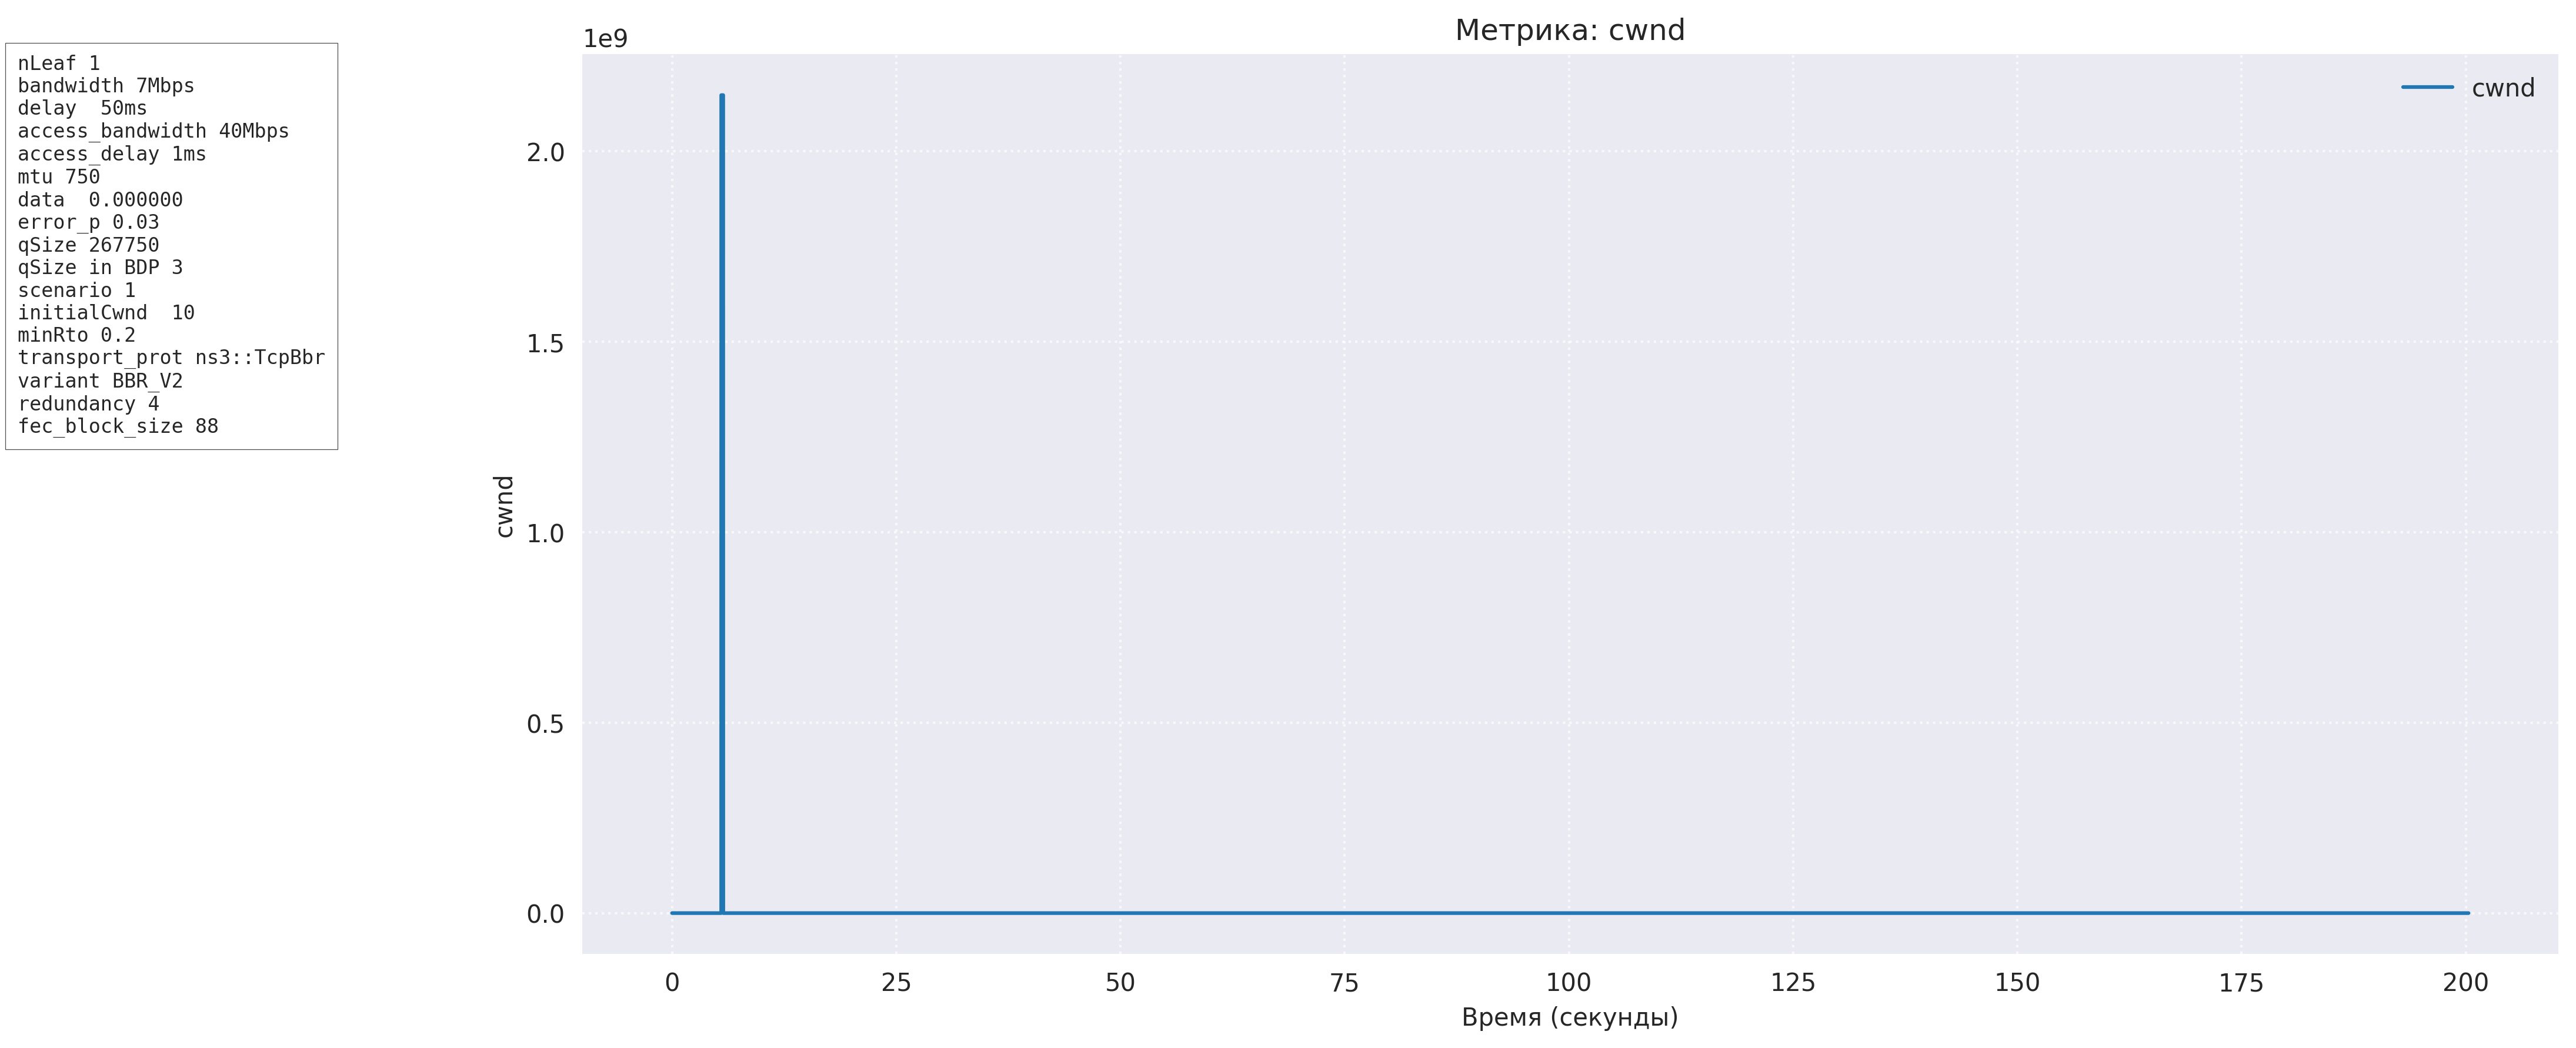 nLeaf 1
bandwidth 7Mbps
delay  50ms
access_bandwidth 40Mbps
access_delay 1ms
mtu 750
data  0.000000
error_p 0.03
qSize 267750
qSize in BDP 3
scenario 1
initialCwnd  10
minRto 0.2
transport_prot ns3::TcpBbr
variant BBR_V2
redundancy 4
fec_block_size 88
Метрика: cwnd
1e9
cwnd
2.0
1.5
1.0
0.5
0.0
cwnd
0 25 50 75 100 125 150 175 200
Время (секунды)